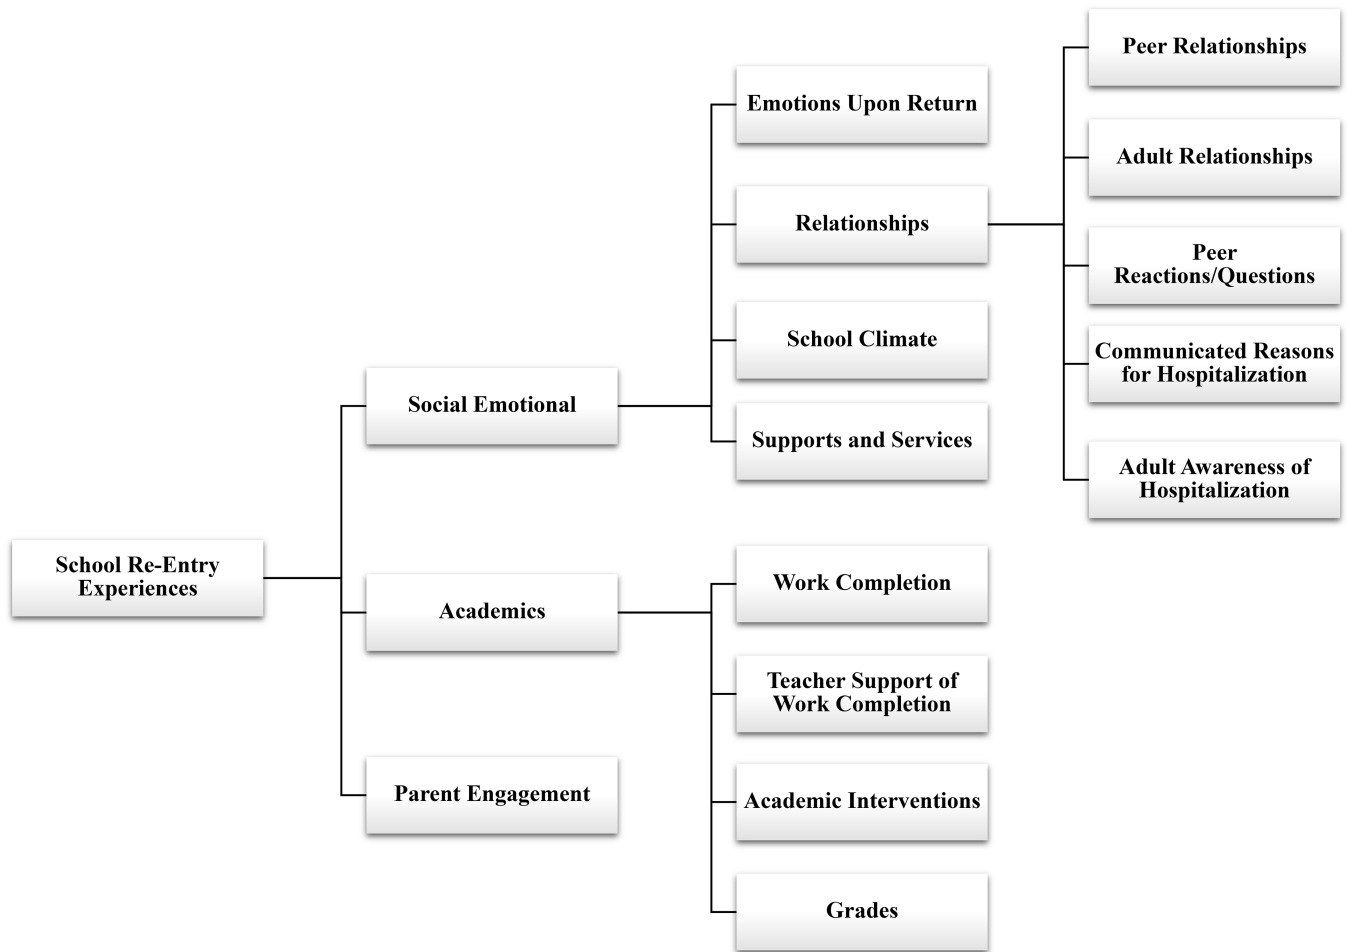 School Re-Entry
Experiences
Social Emotional
Emotions Upon Return
Relationships
Peer Relationships
Adult Relationships
Peer
Reactions/Questions
Communicated Reasons
for Hospitalization
Adult Awareness of
Hospitalization
School Climate
Supports and Services
Academics
Work Completion
Teacher Support of
Work Completion
Academic Interventions
Grades
Parent Engagement